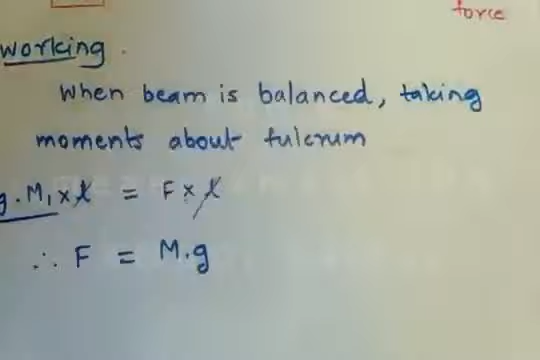 force
working.
When beam is balanced, taking
moments about fulcrum
g. M₁ x l = F x l
∴ F = M.g